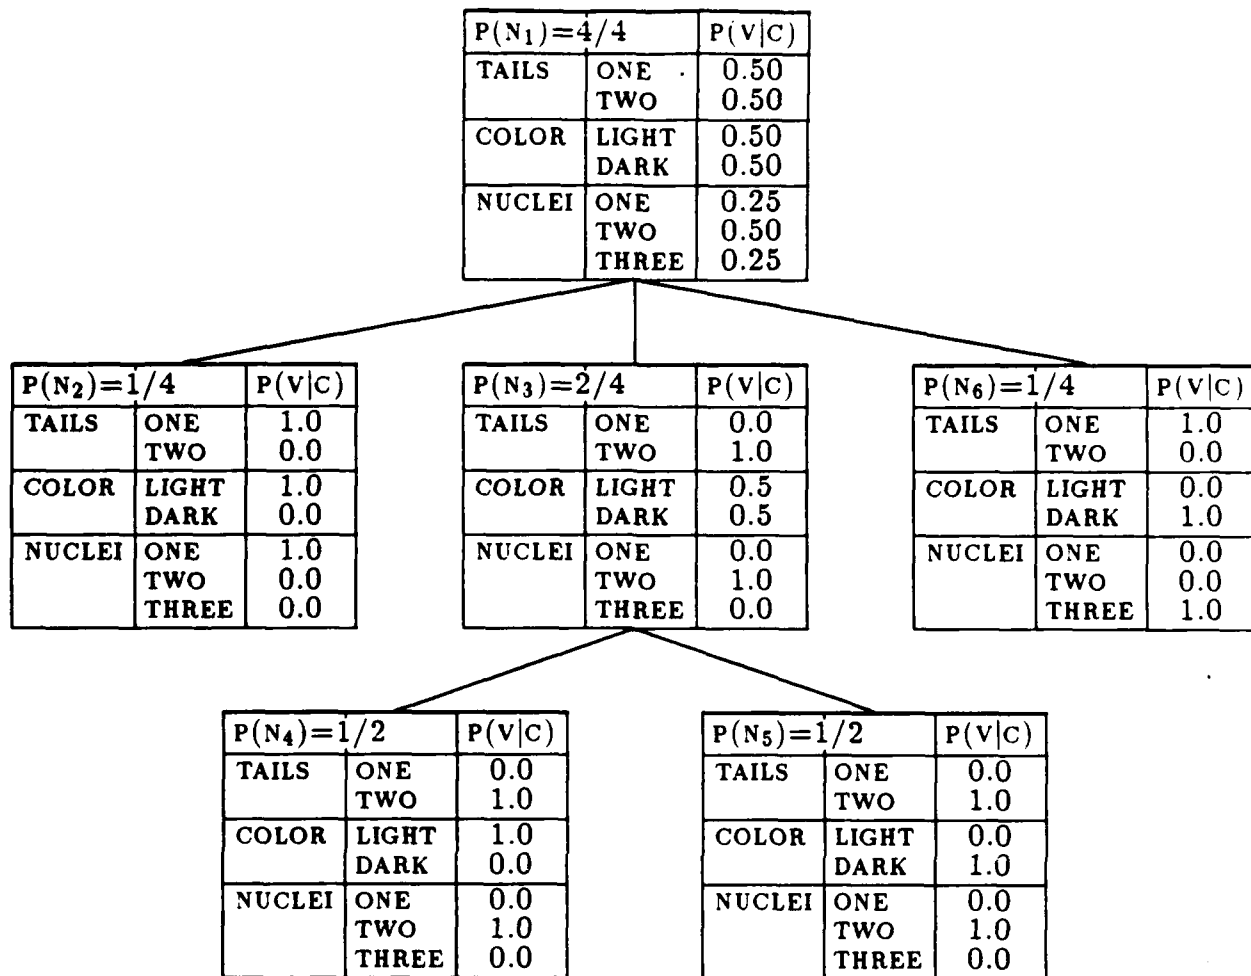 P(N₁)=4/4 P(V|C)
TAILS ONE 0.50
TWO 0.50
COLOR LIGHT 0.50
DARK 0.50
NUCLEI ONE 0.25
TWO 0.50
THREE 0.25
P(N₂)=1/4 P(V|C)
TAILS ONE 1.0
TWO 0.0
COLOR LIGHT 1.0
DARK 0.0
NUCLEI ONE 1.0
TWO 0.0
THREE 0.0
P(N₃)=2/4 P(V|C)
TAILS ONE 0.0
TWO 1.0
COLOR LIGHT 0.5
DARK 0.5
NUCLEI ONE 0.0
TWO 1.0
THREE 0.0
P(N₆)=1/4 P(V|C)
TAILS ONE 1.0
TWO 0.0
COLOR LIGHT 0.0
DARK 1.0
NUCLEI ONE 0.0
TWO 0.0
THREE 1.0
P(N₄)=1/2 P(V|C)
TAILS ONE 0.0
TWO 1.0
COLOR LIGHT 1.0
DARK 0.0
NUCLEI ONE 0.0
TWO 1.0
THREE 0.0
P(N₅)=1/2 P(V|C)
TAILS ONE 0.0
TWO 1.0
COLOR LIGHT 0.0
DARK 1.0
NUCLEI ONE 0.0
TWO 1.0
THREE 0.0